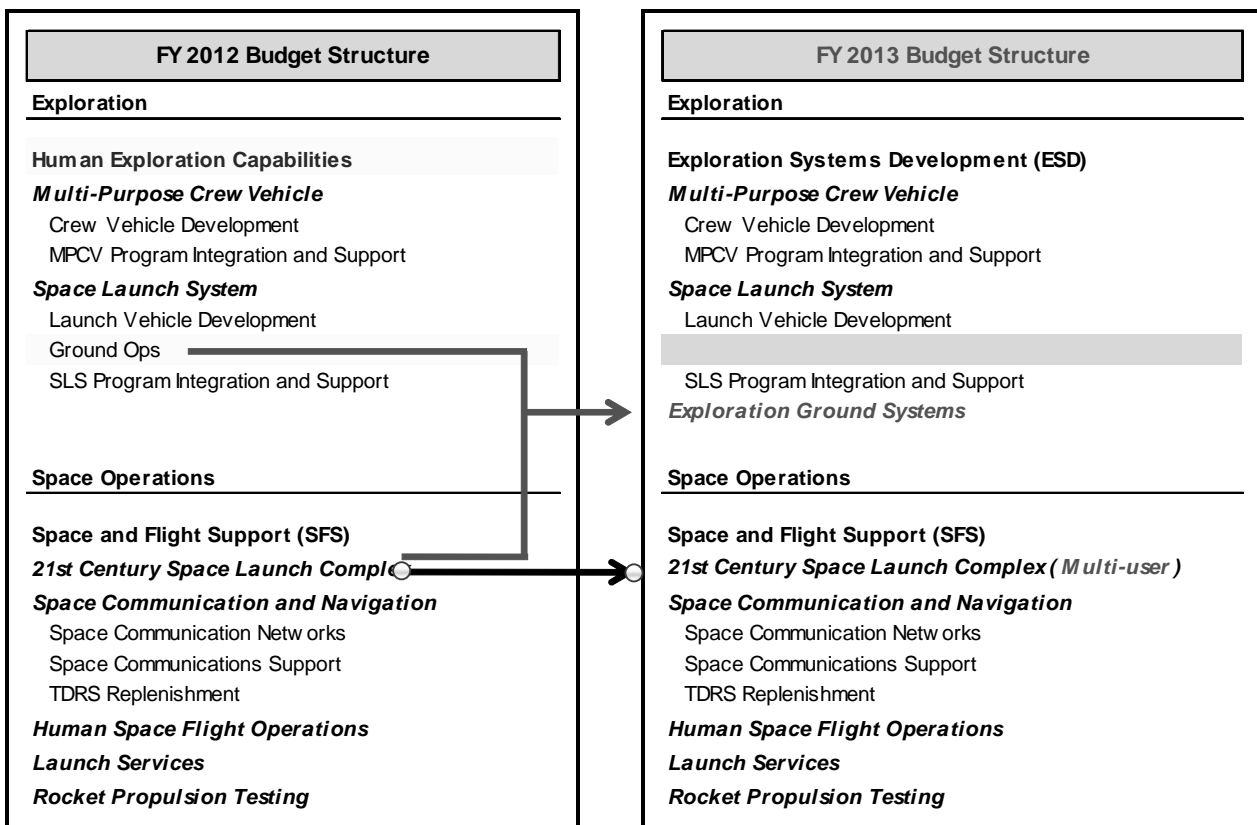 FY 2012 Budget Structure
Exploration
Human Exploration Capabilities
Multi-Purpose Crew Vehicle
Crew Vehicle Development
MPCV Program Integration and Support
Space Launch System
Launch Vehicle Development
Ground Ops
SLS Program Integration and Support
Space Operations
Space and Flight Support (SFS)
21st Century Space Launch Complex
Space Communication and Navigation
Space Communication Networks
Space Communications Support
TDRS Replenishment
Human Space Flight Operations
Launch Services
Rocket Propulsion Testing
FY 2013 Budget Structure
Exploration
Exploration Systems Development (ESD)
Multi-Purpose Crew Vehicle
Crew Vehicle Development
MPCV Program Integration and Support
Space Launch System
Launch Vehicle Development
SLS Program Integration and Support
Exploration Ground Systems
Space Operations
Space and Flight Support (SFS)
21st Century Space Launch Complex (Multi-user)
Space Communication and Navigation
Space Communication Networks
Space Communications Support
TDRS Replenishment
Human Space Flight Operations
Launch Services
Rocket Propulsion Testing